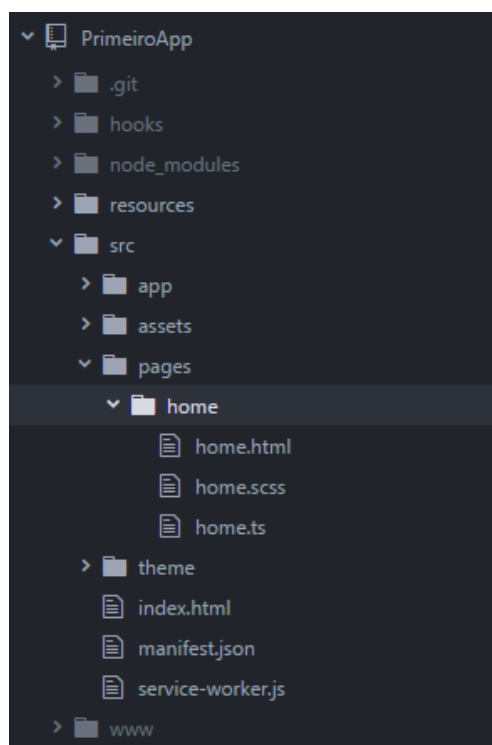 PrimeiroApp
.git
hooks
node_modules
resources
src
app
assets
pages
home
home.html
home.scss
home.ts
theme
index.html
manifest.json
service-worker.js
www